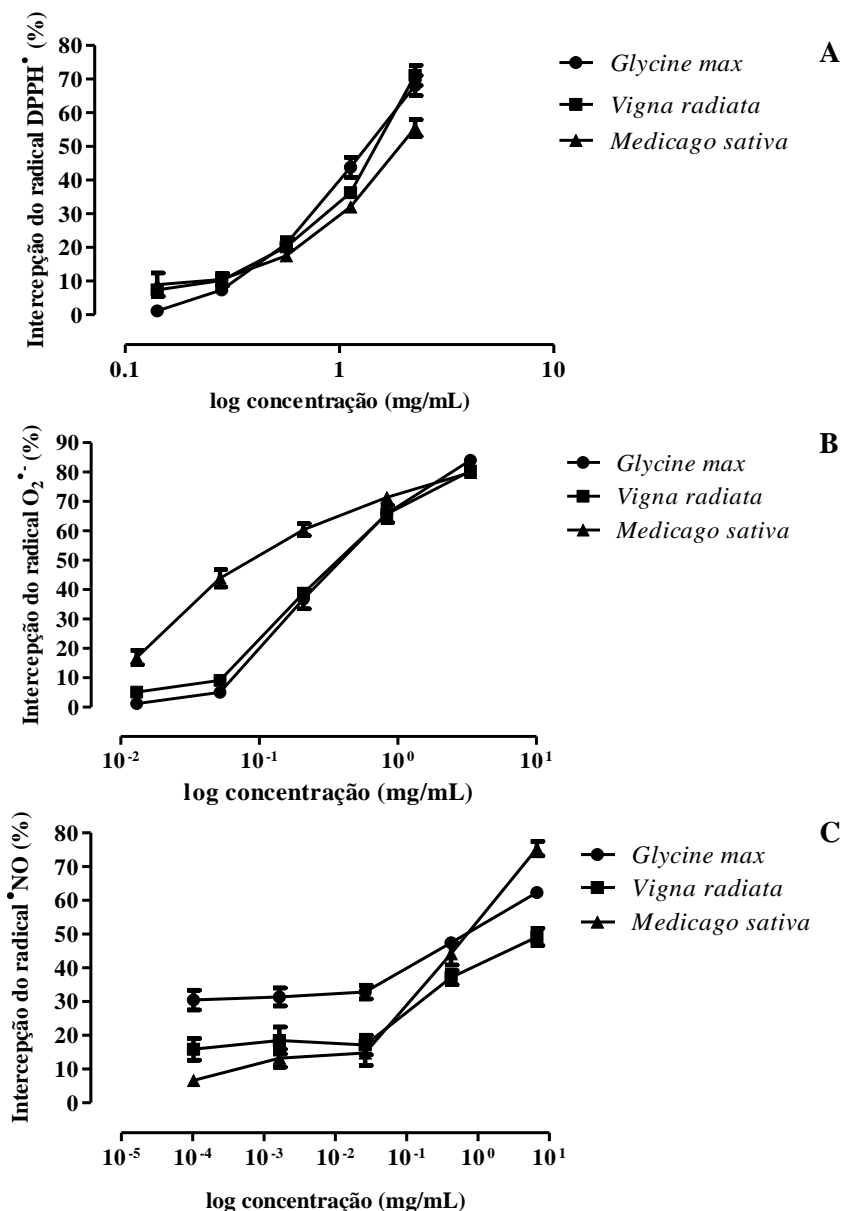 Intercepção do radical DPPH• (%)
80
70
60
50
40
30
20
10
0
0.1
1
10
log concentração (mg/mL)
Glycine max
Vigna radiata
Medicago sativa
A
Intercepção do radical O₂•- (%)
90
80
70
60
50
40
30
20
10
0
10⁻²
10⁻¹
10⁰
10¹
log concentração (mg/mL)
Glycine max
Vigna radiata
Medicago sativa
B
Intercepção do radical •NO (%)
80
70
60
50
40
30
20
10
0
10⁻⁵
10⁻⁴
10⁻³
10⁻²
10⁻¹
10⁰
10¹
log concentração (mg/mL)
Glycine max
Vigna radiata
Medicago sativa
C